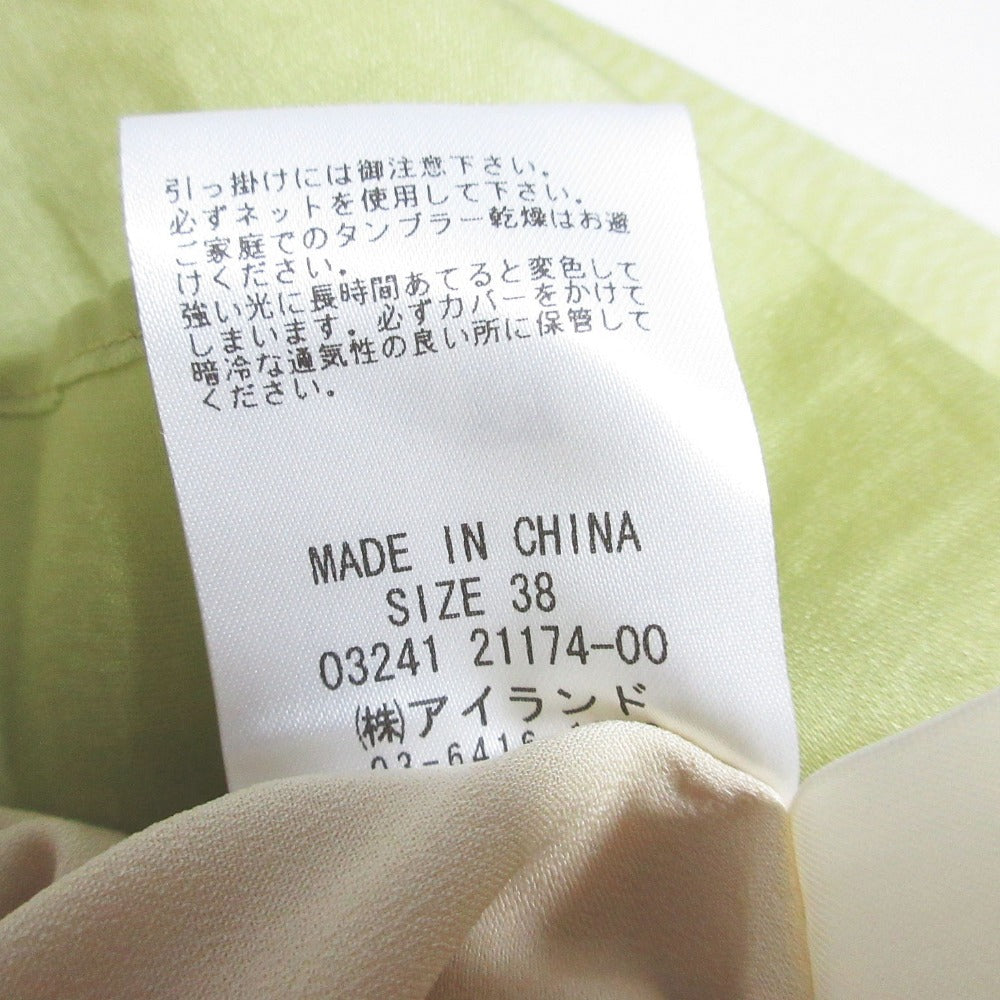 引っ掛けには御注意下さい。
必ずネットを使用して下さい。
ご家庭でのタンブラー乾燥はお避
けください。
強い光に長時間あてると変色して
しまいます。必ずカバーをかけて
暗冷な通気性の良い所に保管して
ください。
MADE IN CHINA
SIZE 38
03241 21174-00
㈱アイランド
03-6416